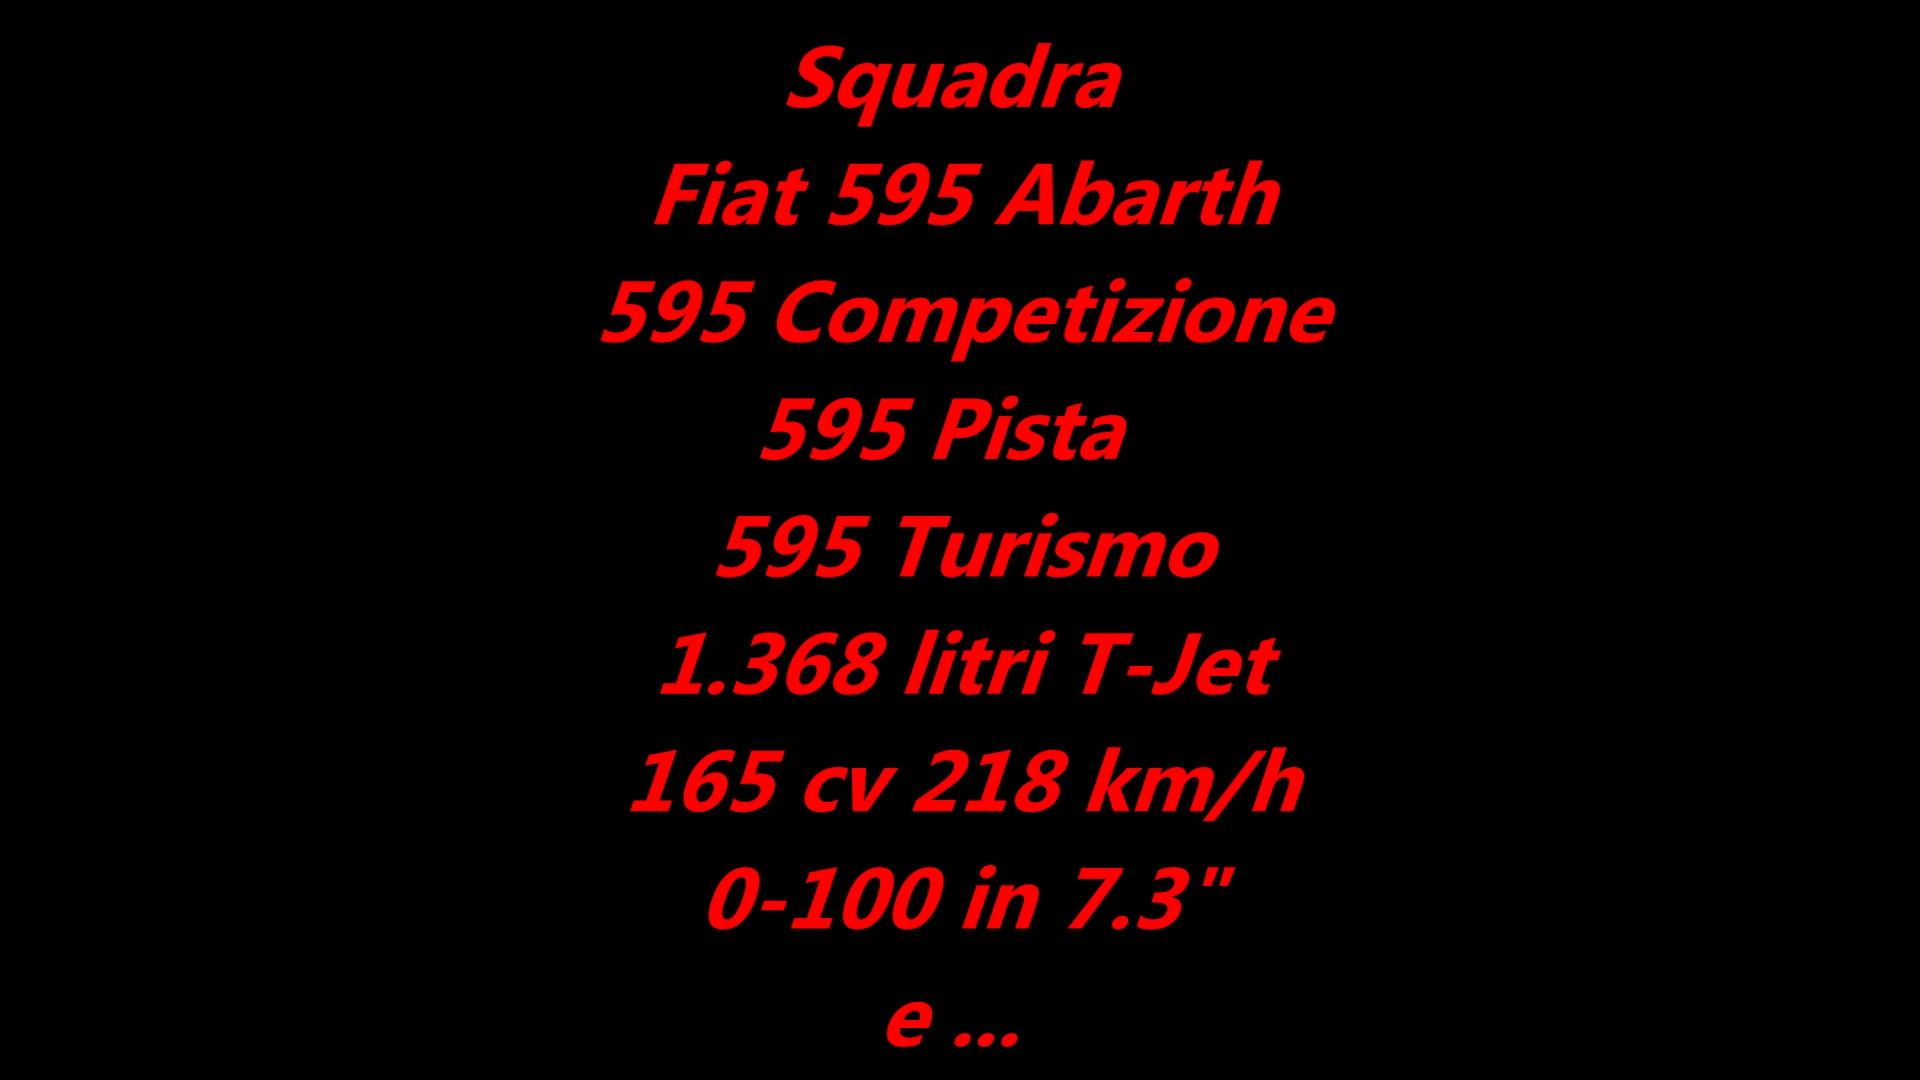 Squadra
Fiat 595 Abarth
595 Competizione
595 Pista
595 Turismo
1.368 litri T-Jet
165 cv 218 km/h
0-100 in 7.3"
e ...